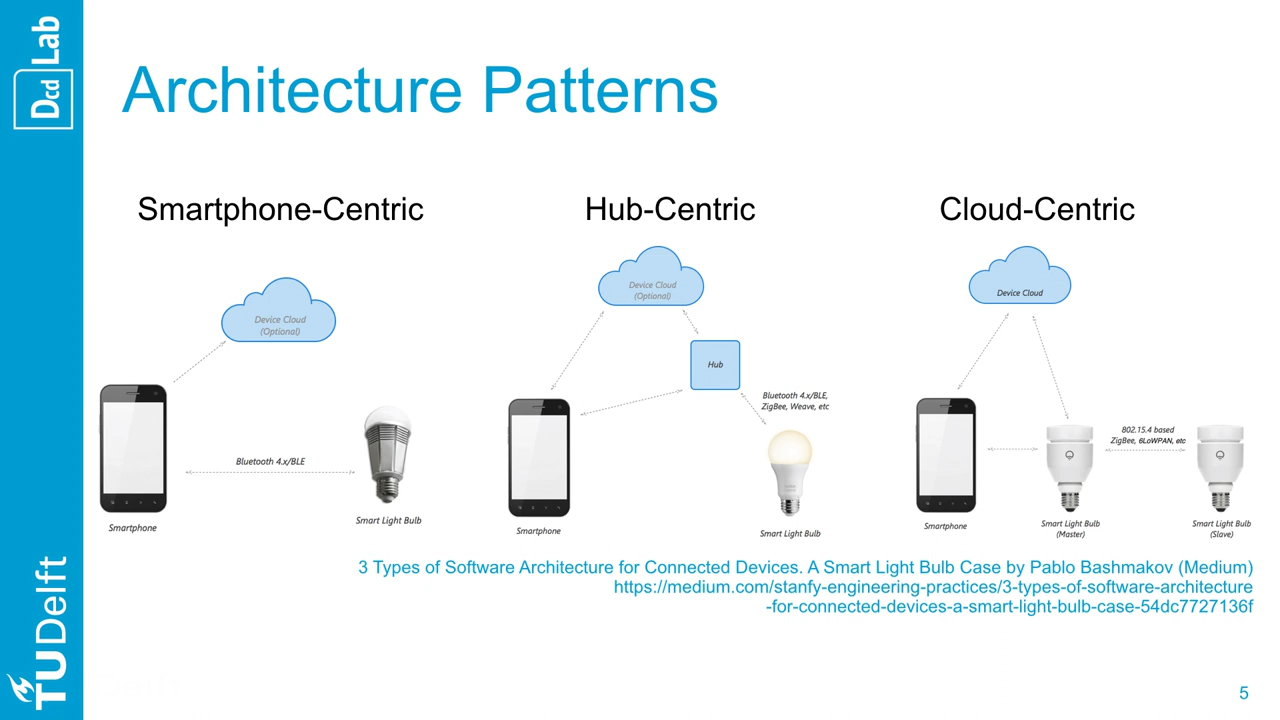 Dcd Lab
Architecture Patterns
Smartphone-Centric
Device Cloud
(Optional)
Bluetooth 4.x/BLE
Smartphone
Smart Light Bulb
Hub-Centric
Device Cloud
(Optional)
Hub
Bluetooth 4.x/BLE,
ZigBee, Weave, etc
Smartphone
Smart Light Bulb
Cloud-Centric
Device Cloud
802.15.4 based
ZigBee, 6LoWPAN, etc
Smartphone
Smart Light Bulb
(Master)
Smart Light Bulb
(Slave)
3 Types of Software Architecture for Connected Devices. A Smart Light Bulb Case by Pablo Bashmakov (Medium)
https://medium.com/stanfy-engineering-practices/3-types-of-software-architecture
-for-connected-devices-a-smart-light-bulb-case-54dc7727136f
TUDelft
5